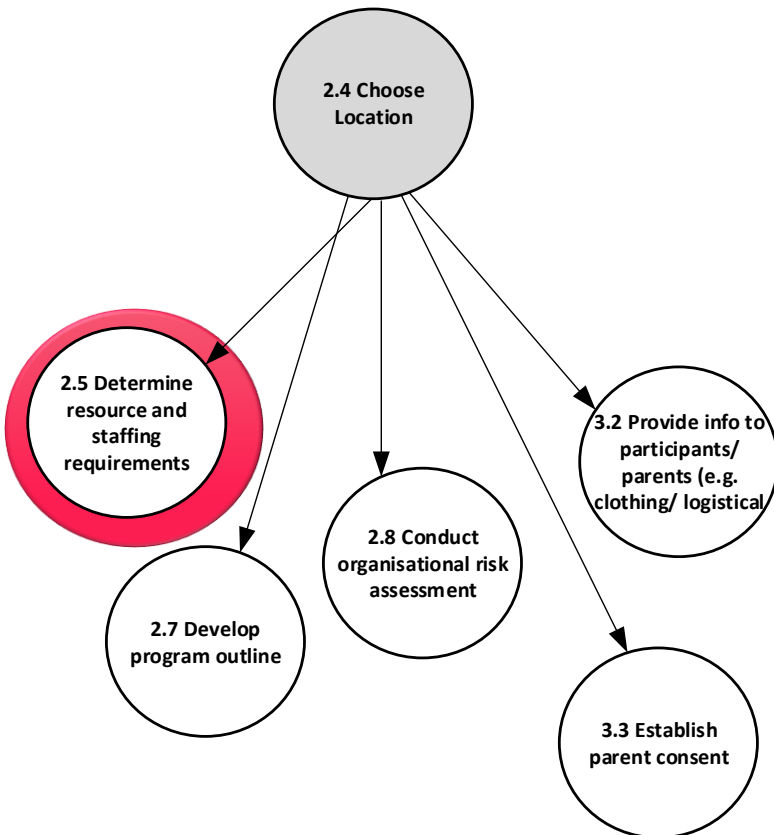 2.4 Choose
Location
2.5 Determine
resource and
staffing
requirements
3.2 Provide info to
participants/
parents (e.g.
clothing/ logistical
2.8 Conduct
organisational risk
assessment
2.7 Develop
program outline
3.3 Establish
parent consent